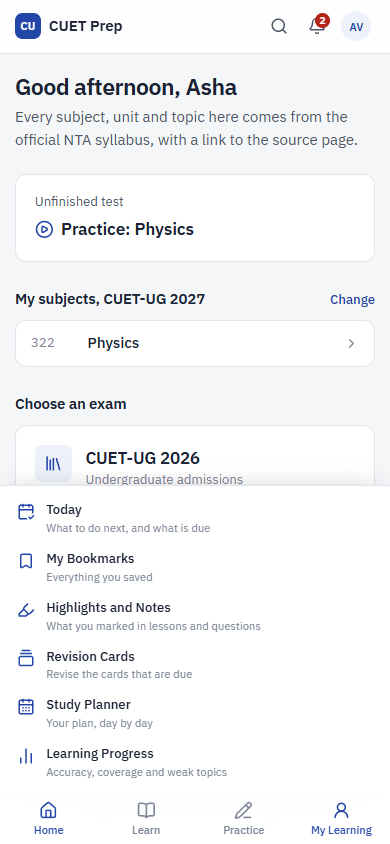 CU CUET Prep 2 AV
Good afternoon, Asha
Every subject, unit and topic here comes from the
official NTA syllabus, with a link to the source page.
Unfinished test
Practice: Physics
My subjects, CUET-UG 2027 Change
322 Physics
Choose an exam
CUET-UG 2026
Undergraduate admissions
Today
What to do next, and what is due
My Bookmarks
Everything you saved
Highlights and Notes
What you marked in lessons and questions
Revision Cards
Revise the cards that are due
Study Planner
Your plan, day by day
Learning Progress
Accuracy, coverage and weak topics
Home Learn Practice My Learning